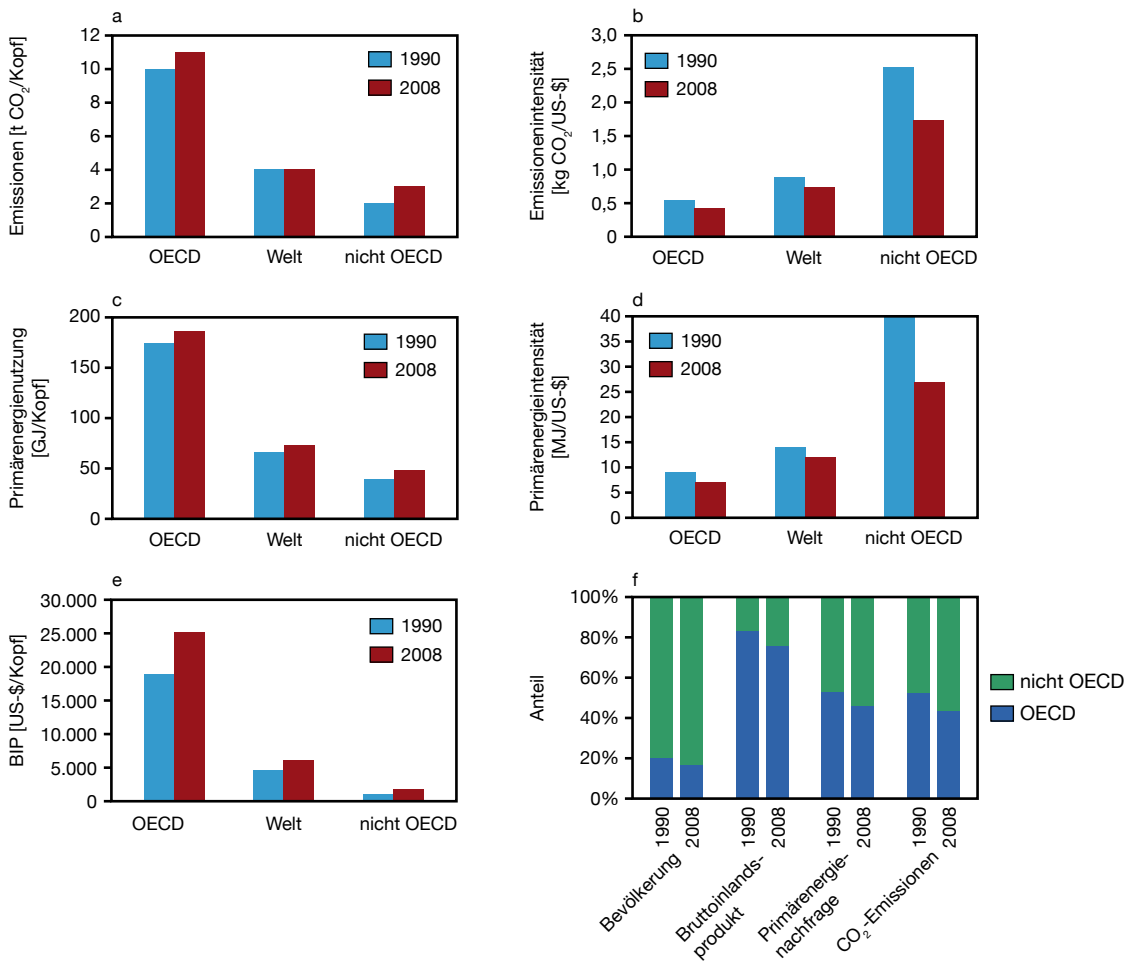 a
Emissionen [t CO₂/Kopf]
12
10
8
6
4
2
0
1990
2008
OECD
Welt
nicht OECD
b
Emissionenintensität
[kg CO₂/US-$]
3,0
2,5
2,0
1,5
1,0
0,5
0
1990
2008
OECD
Welt
nicht OECD
c
Primärenergienutzung
[GJ/Kopf]
200
150
100
50
0
1990
2008
OECD
Welt
nicht OECD
d
Primärenergieintensität
[MJ/US-$]
40
35
30
25
20
15
10
5
0
1990
2008
OECD
Welt
nicht OECD
e
BIP [US-$/Kopf]
30.000
25.000
20.000
15.000
10.000
5.000
0
1990
2008
OECD
Welt
nicht OECD
f
Anteil
100%
80%
60%
40%
20%
0%
nicht OECD
OECD
1990
2008
1990
2008
1990
2008
1990
2008
Bevölkerung
Bruttoinlands-
produkt
Primärenergie-
nachfrage
CO₂-Emissionen